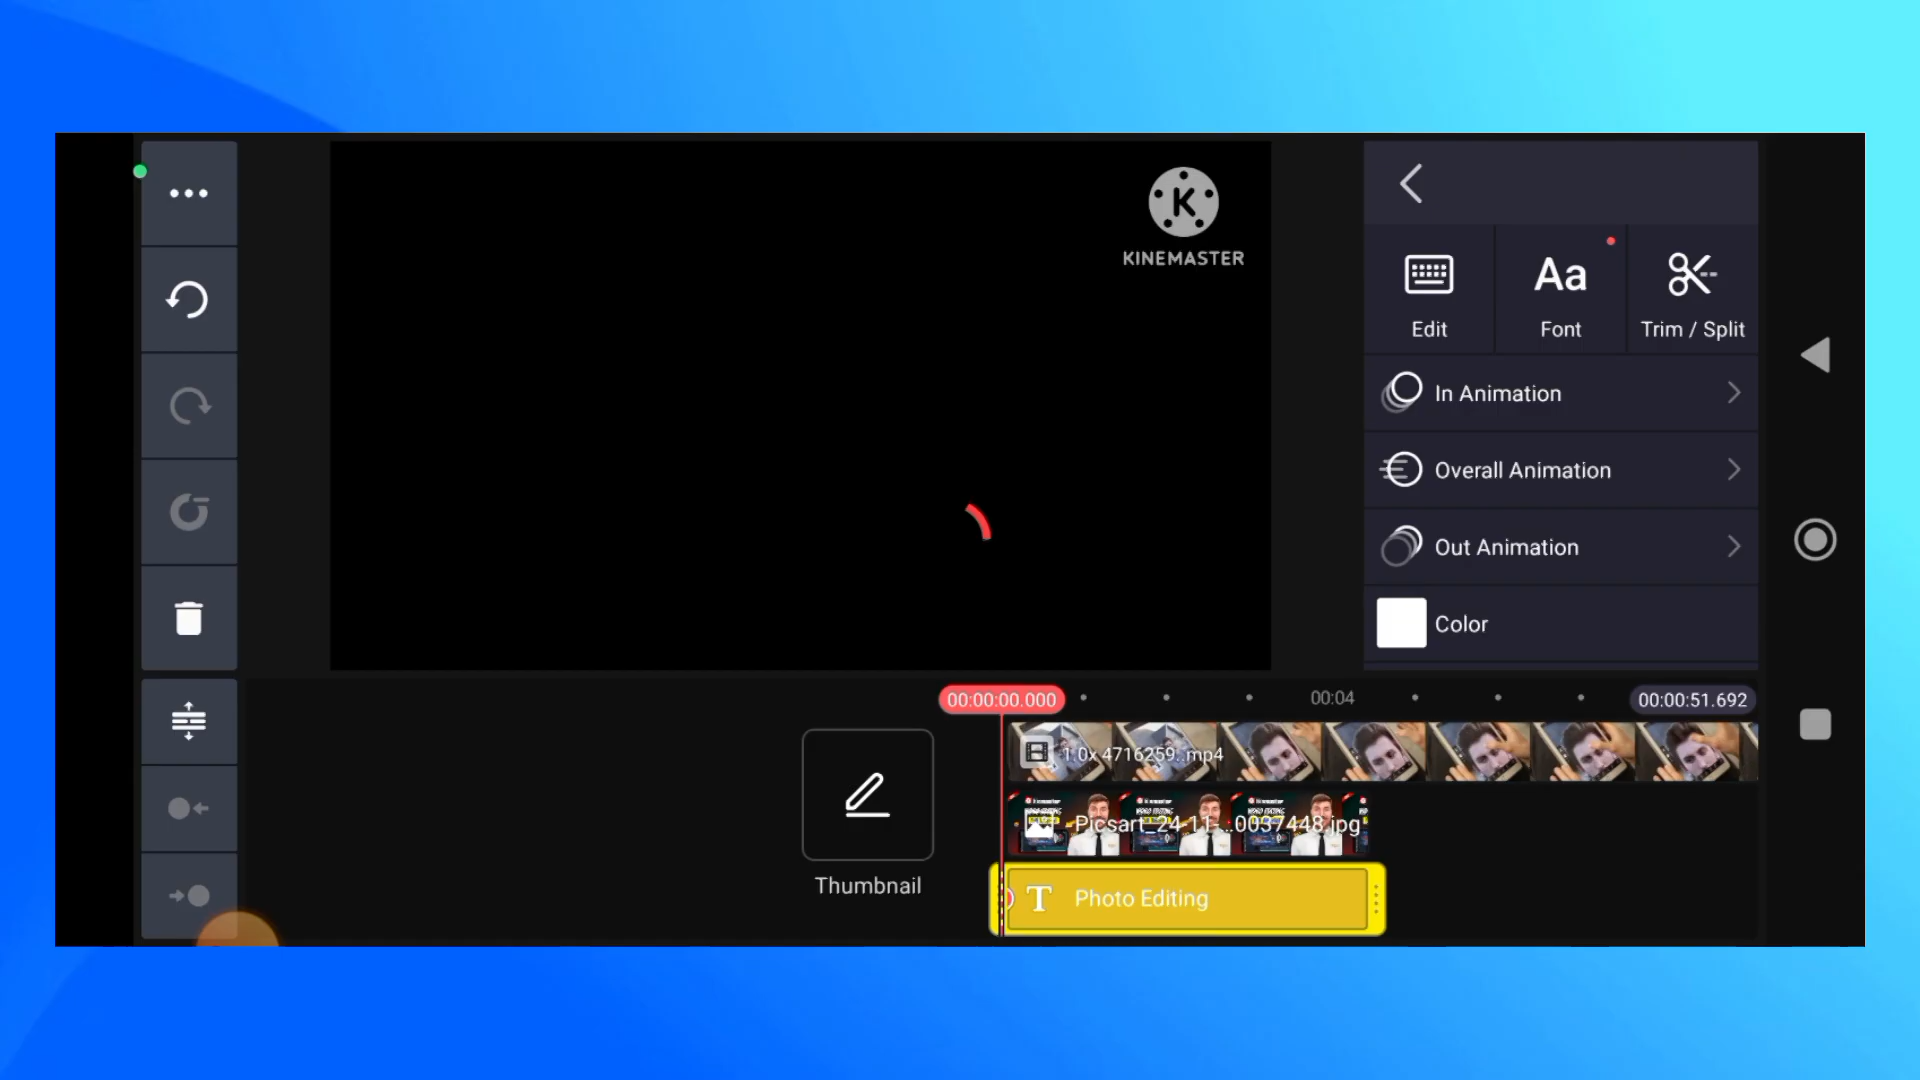 KINEMASTER
Edit
Font
Trim / Split
In Animation
Overall Animation
Out Animation
Color
00:00:00.000
00:04
00:00:51.692
1.0x 4716259..mp4
Thumbnail
Picsart_24-11-...0037448.jpg
Photo Editing